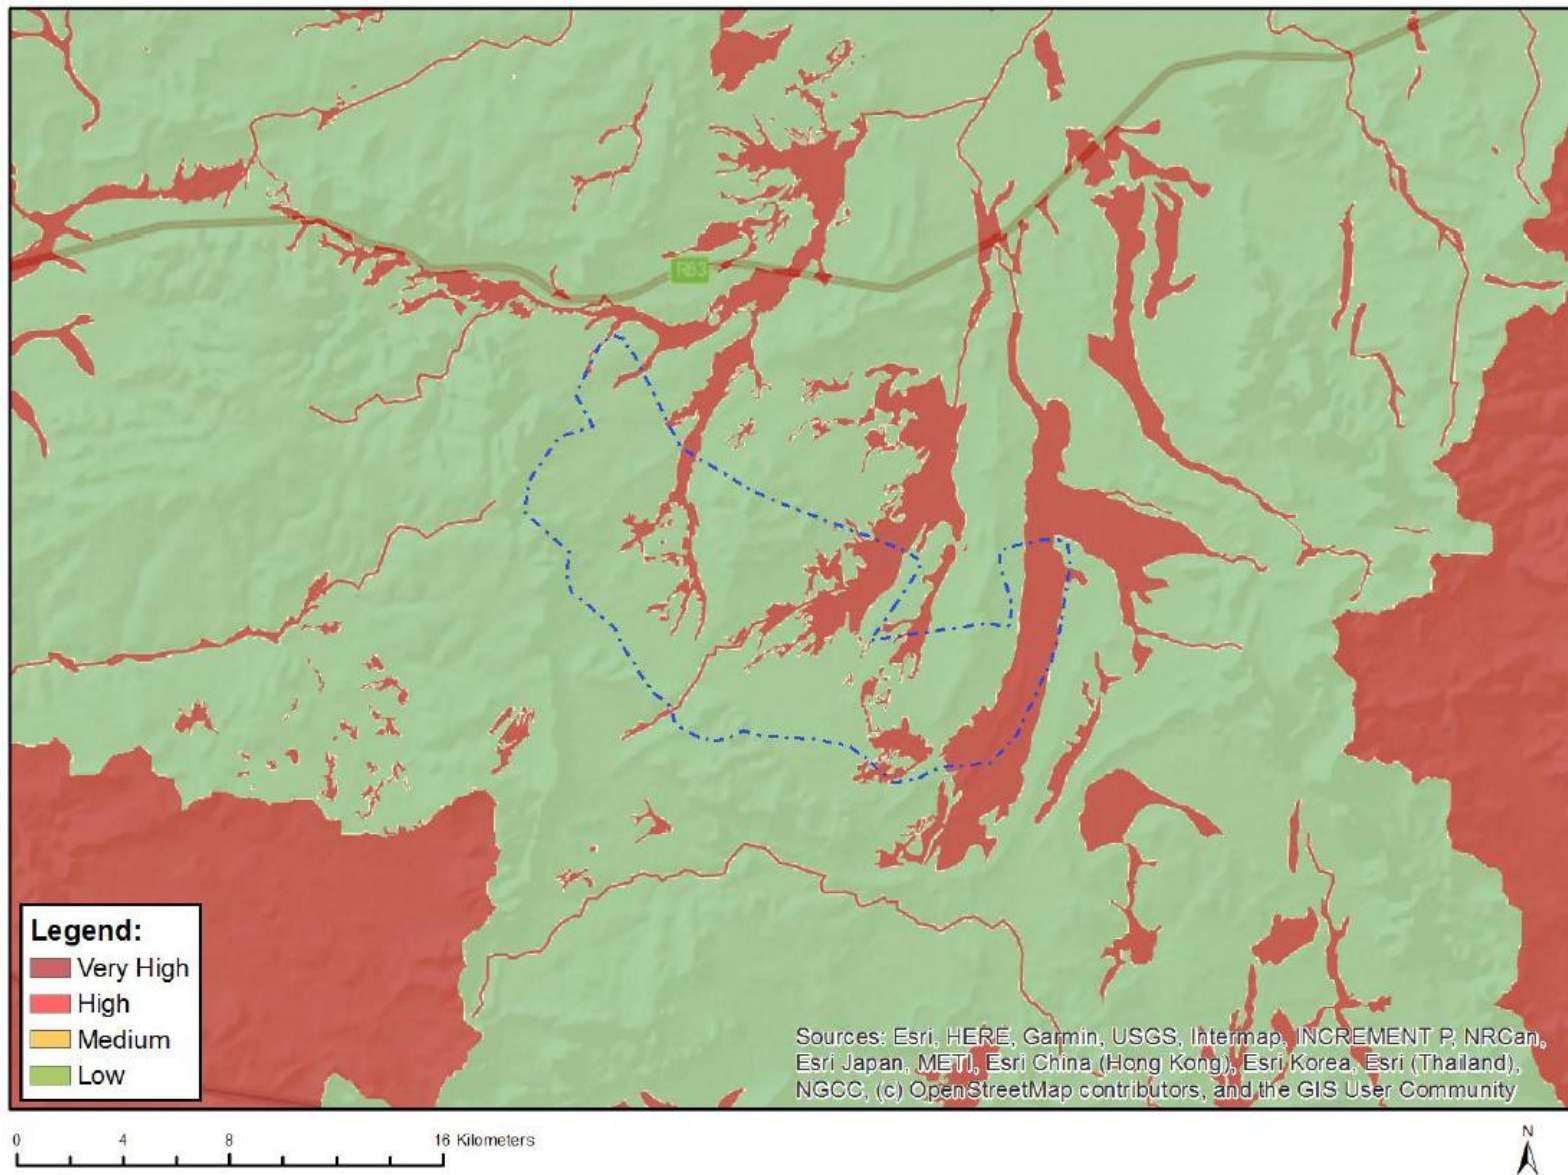 R63
Legend:
Very High
High
Medium
Low
Sources: Esri, HERE, Garmin, USGS, Intermap, INCREMENT P, NRCan,
Esri Japan, METI, Esri China (Hong Kong), Esri Korea, Esri (Thailand),
NGCC, (c) OpenStreetMap contributors, and the GIS User Community
0 4 8 16 Kilometers
N